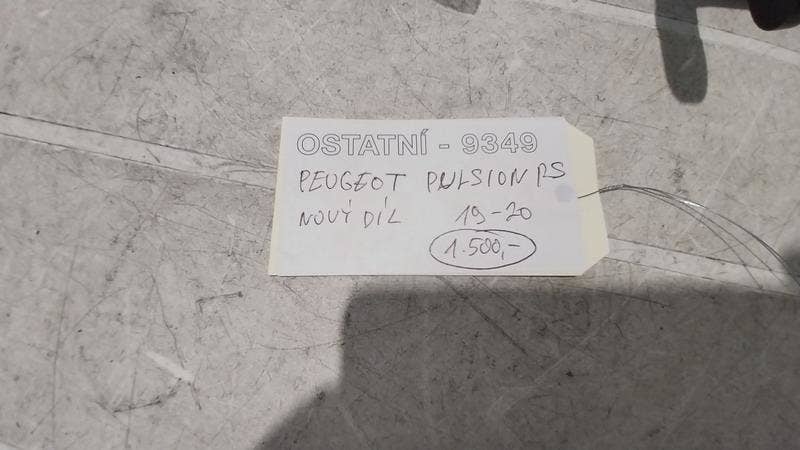 OSTATNÍ - 9349
PEUGEOT PULSION RS
NOVÝ DÍL 19-20
1.500,-